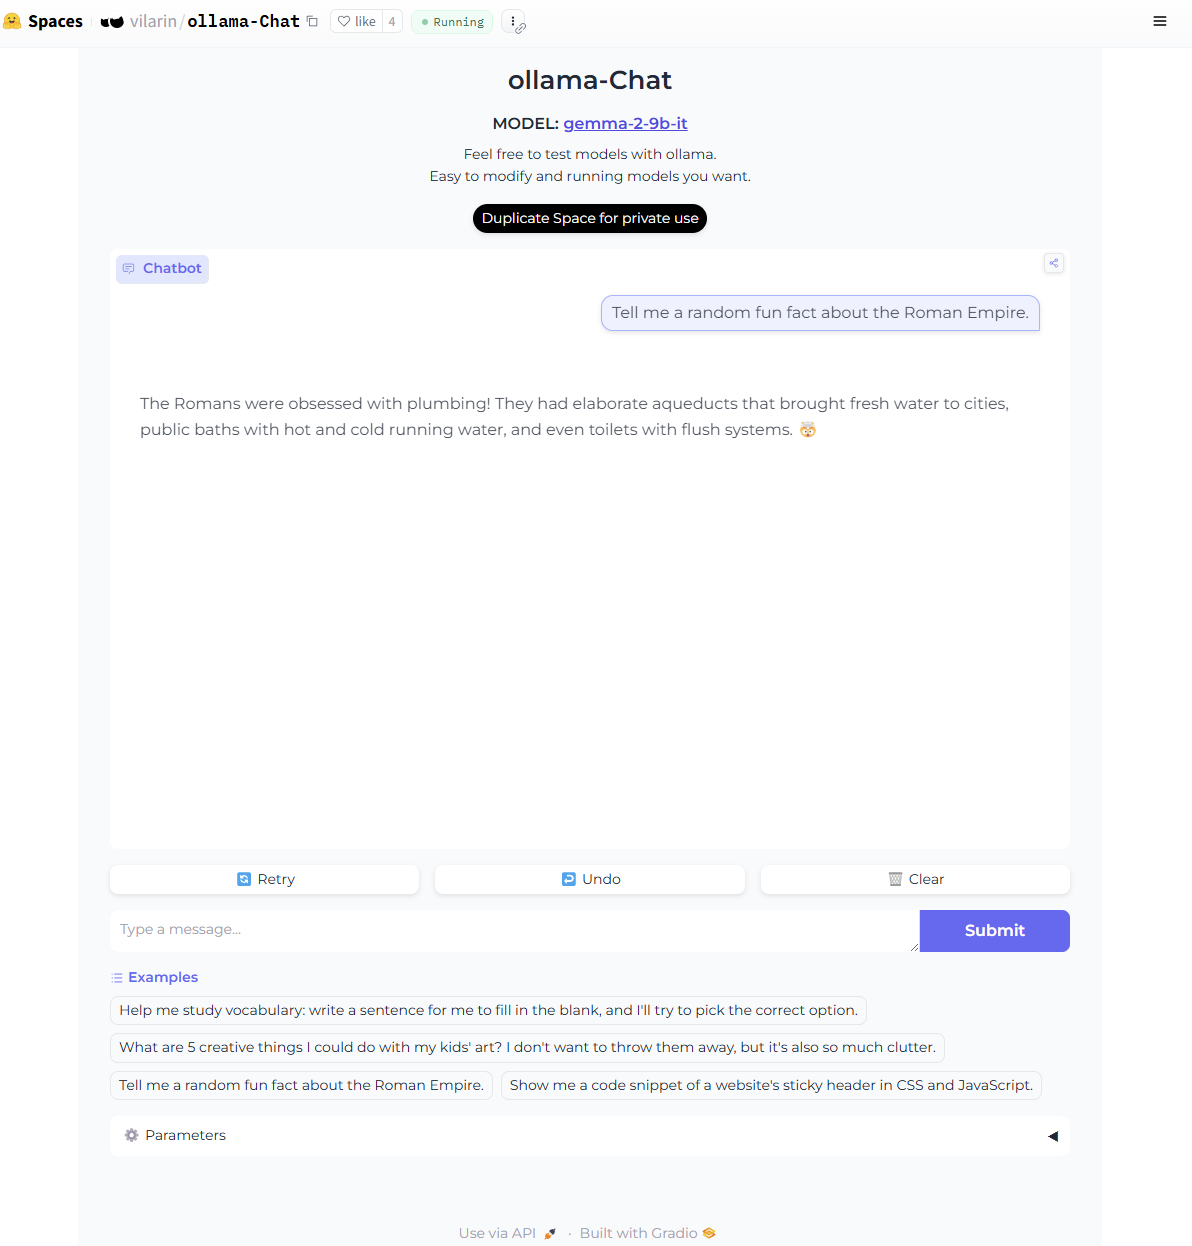 Spaces vilarin/ollama-Chat like 4 Running
ollama-Chat
MODEL: gemma-2-9b-it
Feel free to test models with ollama.
Easy to modify and running models you want.
Duplicate Space for private use
Chatbot
Tell me a random fun fact about the Roman Empire.
The Romans were obsessed with plumbing! They had elaborate aqueducts that brought fresh water to cities,
public baths with hot and cold running water, and even toilets with flush systems. 🤯
Retry Undo Clear
Type a message...
Submit
Examples
Help me study vocabulary: write a sentence for me to fill in the blank, and I'll try to pick the correct option.
What are 5 creative things I could do with my kids' art? I don't want to throw them away, but it's also so much clutter.
Tell me a random fun fact about the Roman Empire. Show me a code snippet of a website's sticky header in CSS and JavaScript.
Parameters
Use via API · Built with Gradio